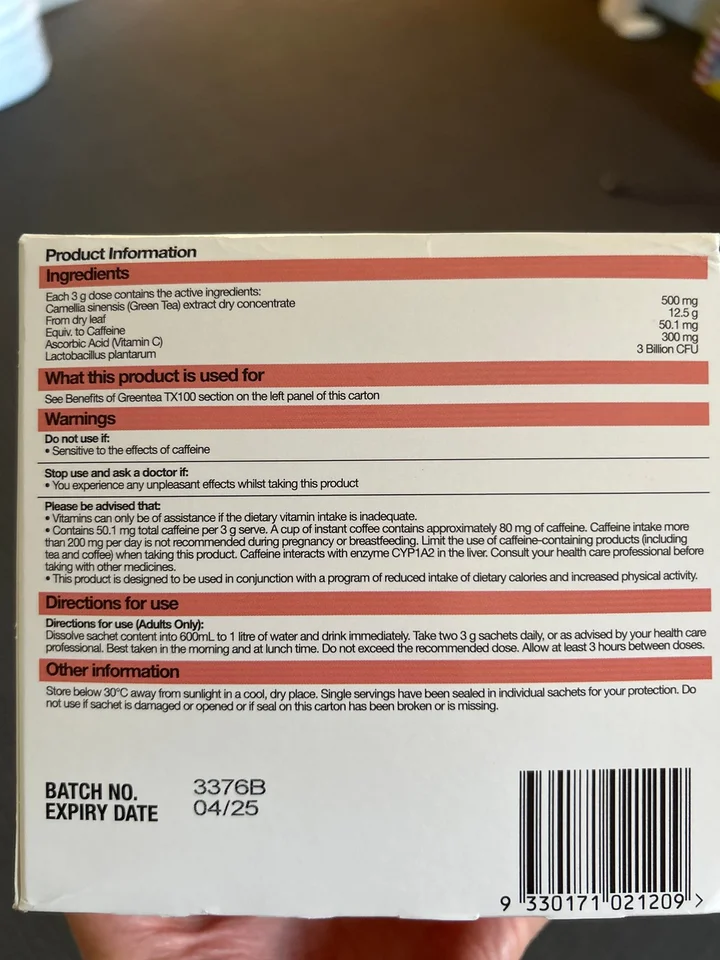 Product Information
Ingredients
Each 3 g dose contains the active ingredients:
Camellia sinensis (Green Tea) extract dry concentrate 500 mg
From dry leaf 12.5 g
Equiv. to Caffeine 50.1 mg
Ascorbic Acid (Vitamin C) 300 mg
Lactobacillus plantarum 3 Billion CFU
What this product is used for
See Benefits of Greentea TX100 section on the left panel of this carton
Warnings
Do not use if:
• Sensitive to the effects of caffeine
Stop use and ask a doctor if:
• You experience any unpleasant effects whilst taking this product
Please be advised that:
• Vitamins can only be of assistance if the dietary vitamin intake is inadequate.
• Contains 50.1 mg total caffeine per 3 g serve. A cup of instant coffee contains approximately 80 mg of caffeine. Caffeine intake more
than 200 mg per day is not recommended during pregnancy or breastfeeding. Limit the use of caffeine-containing products (including
tea and coffee) when taking this product. Caffeine interacts with enzyme CYP1A2 in the liver. Consult your health care professional before
taking with other medicines.
• This product is designed to be used in conjunction with a program of reduced intake of dietary calories and increased physical activity.
Directions for use
Directions for use (Adults Only):
Dissolve sachet content into 600mL to 1 litre of water and drink immediately. Take two 3 g sachets daily, or as advised by your health care
professional. Best taken in the morning and at lunch time. Do not exceed the recommended dose. Allow at least 3 hours between doses.
Other information
Store below 30°C away from sunlight in a cool, dry place. Single servings have been sealed in individual sachets for your protection. Do
not use if sachet is damaged or opened or if seal on this carton has been broken or is missing.
BATCH NO. 3376B
EXPIRY DATE 04/25
9 330171 021209 >